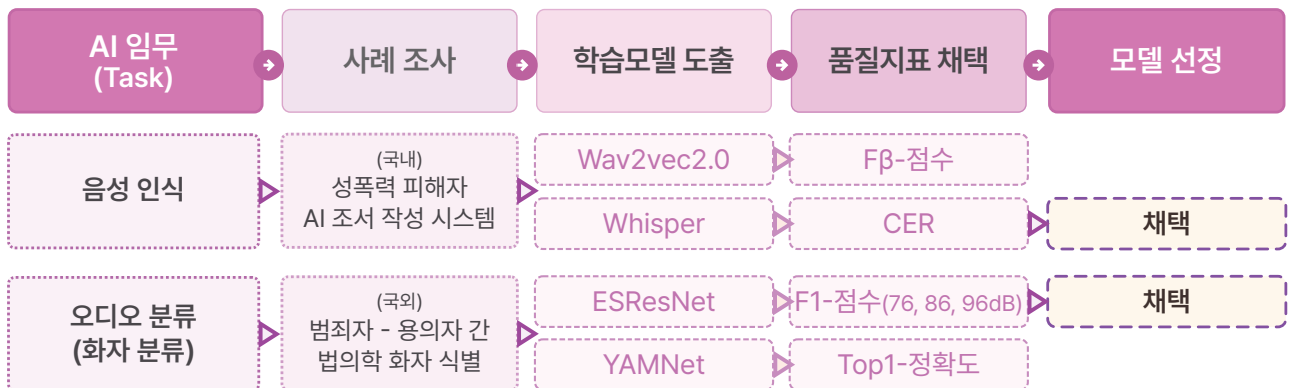 AI 임무
(Task)
사례 조사
학습모델 도출
품질지표 채택
모델 선정
음성 인식
(국내)
성폭력 피해자
AI 조서 작성 시스템
Wav2vec2.0
Fβ-점수
Whisper
CER
채택
오디오 분류
(화자 분류)
(국외)
범죄자 - 용의자 간
법의학 화자 식별
ESResNet
F1-점수(76, 86, 96dB)
채택
YAMNet
Top1-정확도